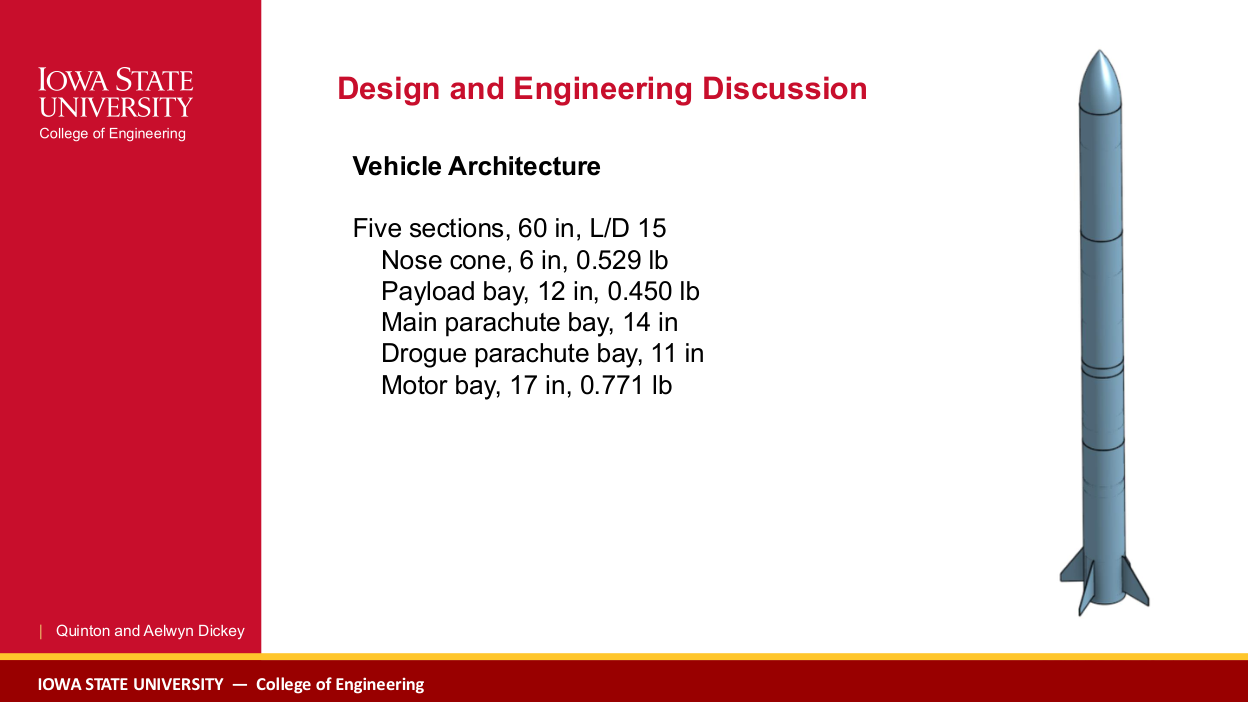 IOWA STATE
UNIVERSITY
College of Engineering
Design and Engineering Discussion
Vehicle Architecture
Five sections, 60 in, L/D 15
Nose cone, 6 in, 0.529 lb
Payload bay, 12 in, 0.450 lb
Main parachute bay, 14 in
Drogue parachute bay, 11 in
Motor bay, 17 in, 0.771 lb
| Quinton and Aelwyn Dickey
IOWA STATE UNIVERSITY — College of Engineering